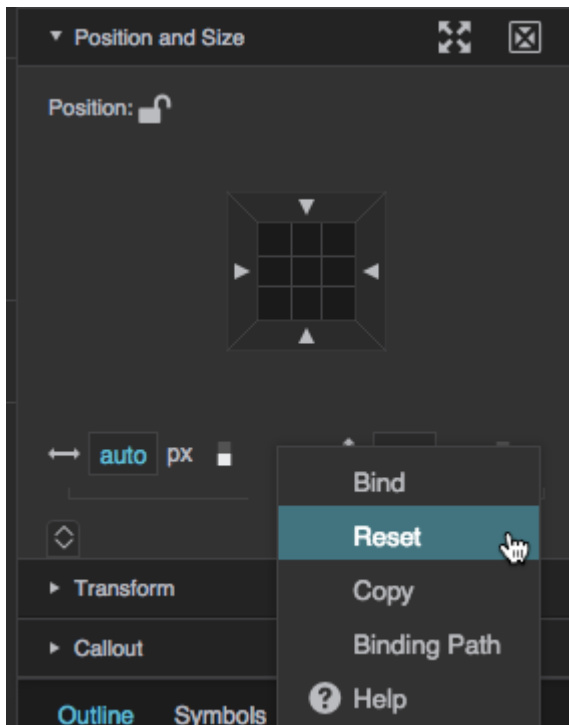 Position and Size
Position:
auto px
Bind
Reset
Transform
Copy
Callout
Binding Path
Outline Symbols
? Help